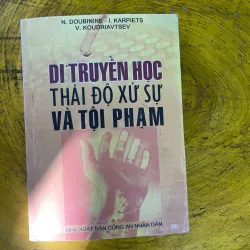 N. DOUBININE - I. KARPIETS
V. KOUDRIAVTSEV
DI TRUYỀN HỌC
THÁI ĐỘ XỬ SỰ
VÀ TỘI PHẠM
NHÀ XUẤT BẢN CÔNG AN NHÂN DÂN